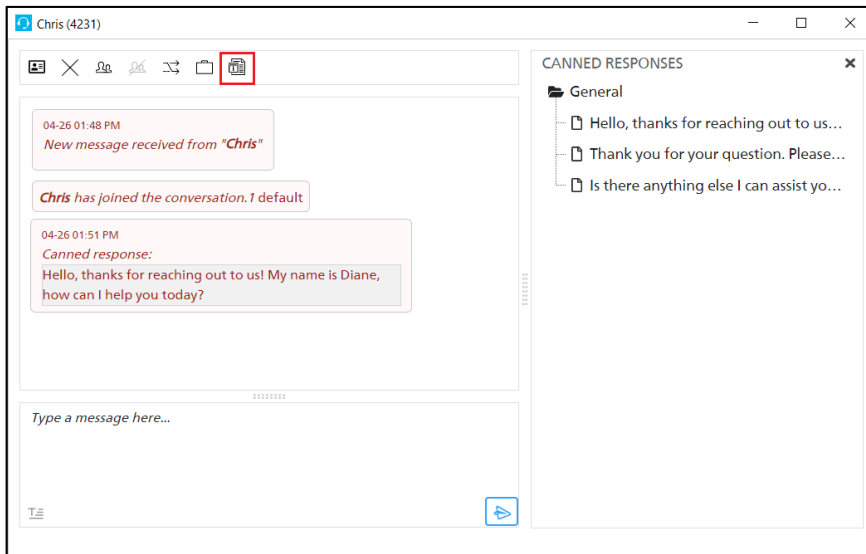 Chris (4231)
CANNED RESPONSES
General
Hello, thanks for reaching out to us...
Thank you for your question. Please...
Is there anything else I can assist yo...
04-26 01:48 PM
New message received from "Chris"
Chris has joined the conversation.1 default
04-26 01:51 PM
Canned response:
Hello, thanks for reaching out to us! My name is Diane,
how can I help you today?
Type a message here...